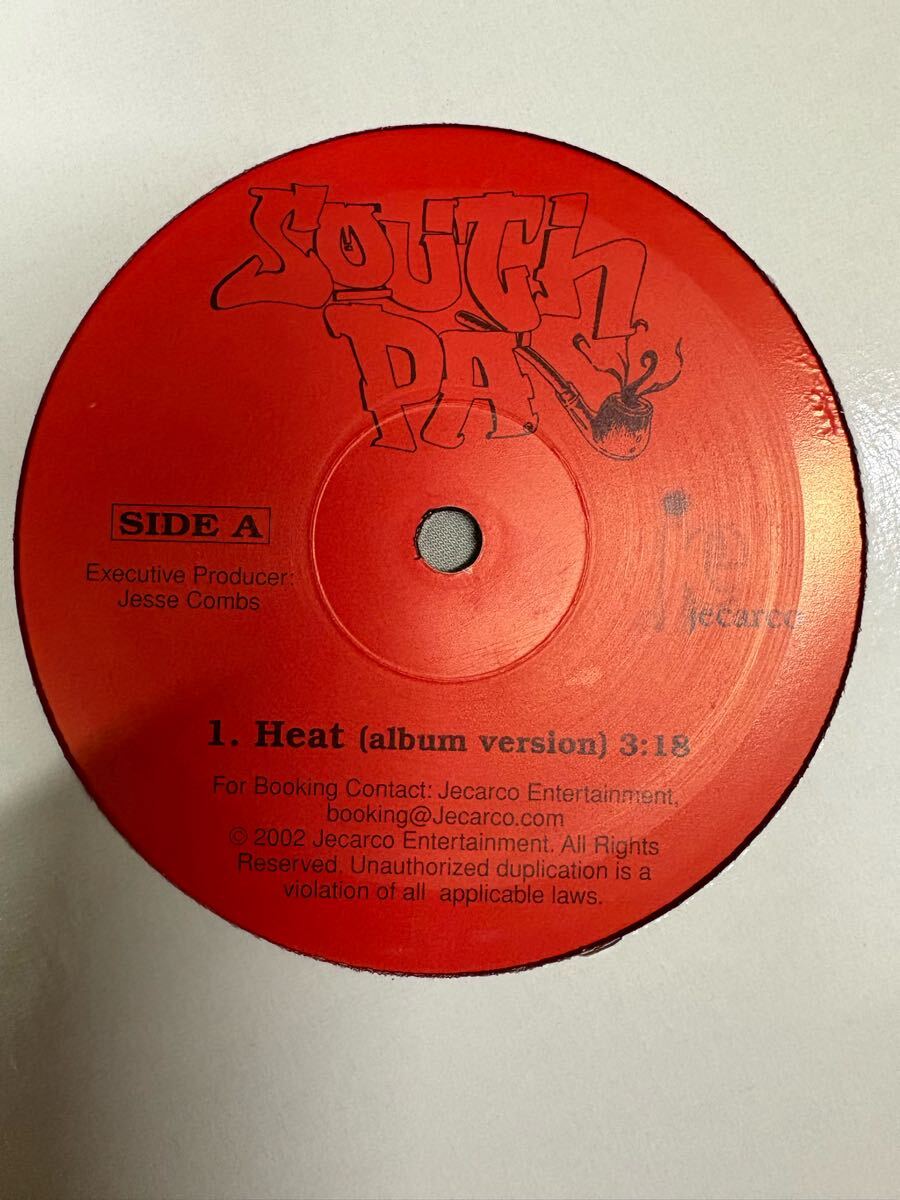 SOUTH
PAC
SIDE A
Executive Producer:
Jesse Combs
jecarco
1. Heat (album version) 3:18
For Booking Contact: Jecarco Entertainment,
booking@Jecarco.com
© 2002 Jecarco Entertainment. All Rights
Reserved. Unauthorized duplication is a
violation of all applicable laws.